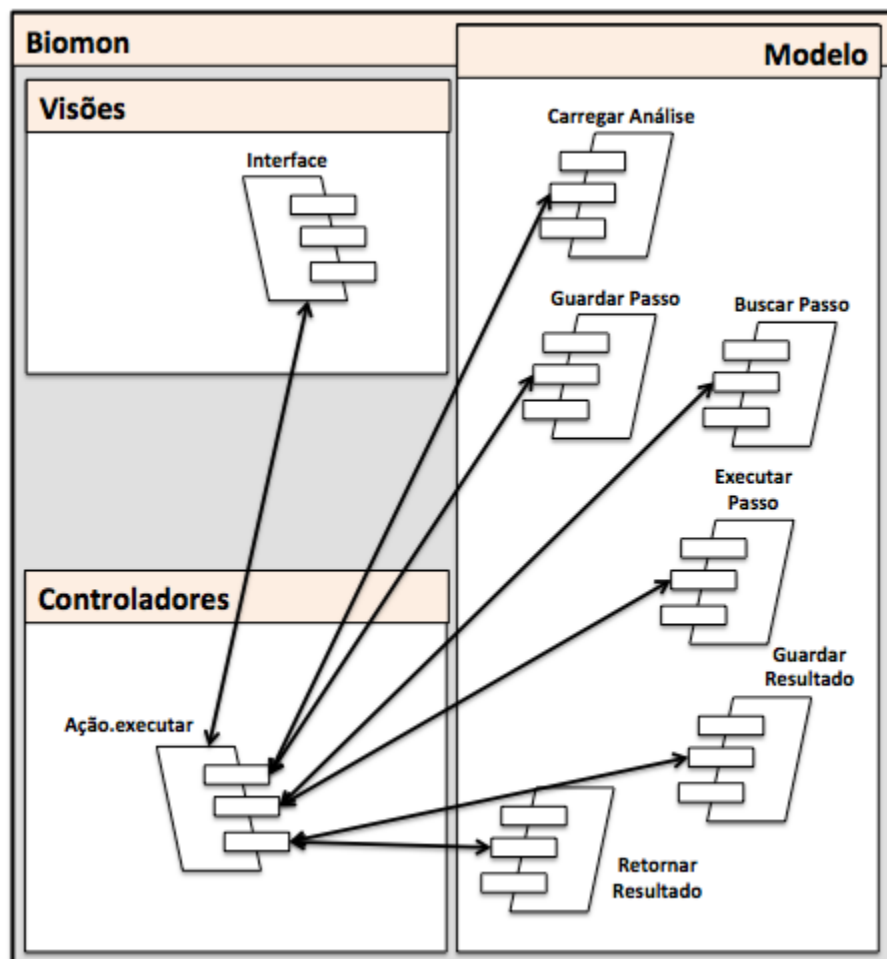 Biomon
Modelo
Visões
Interface
Carregar Análise
Guardar Passo
Buscar Passo
Executar
Passo
Controladores
Guardar
Resultado
Ação.executar
Retornar
Resultado